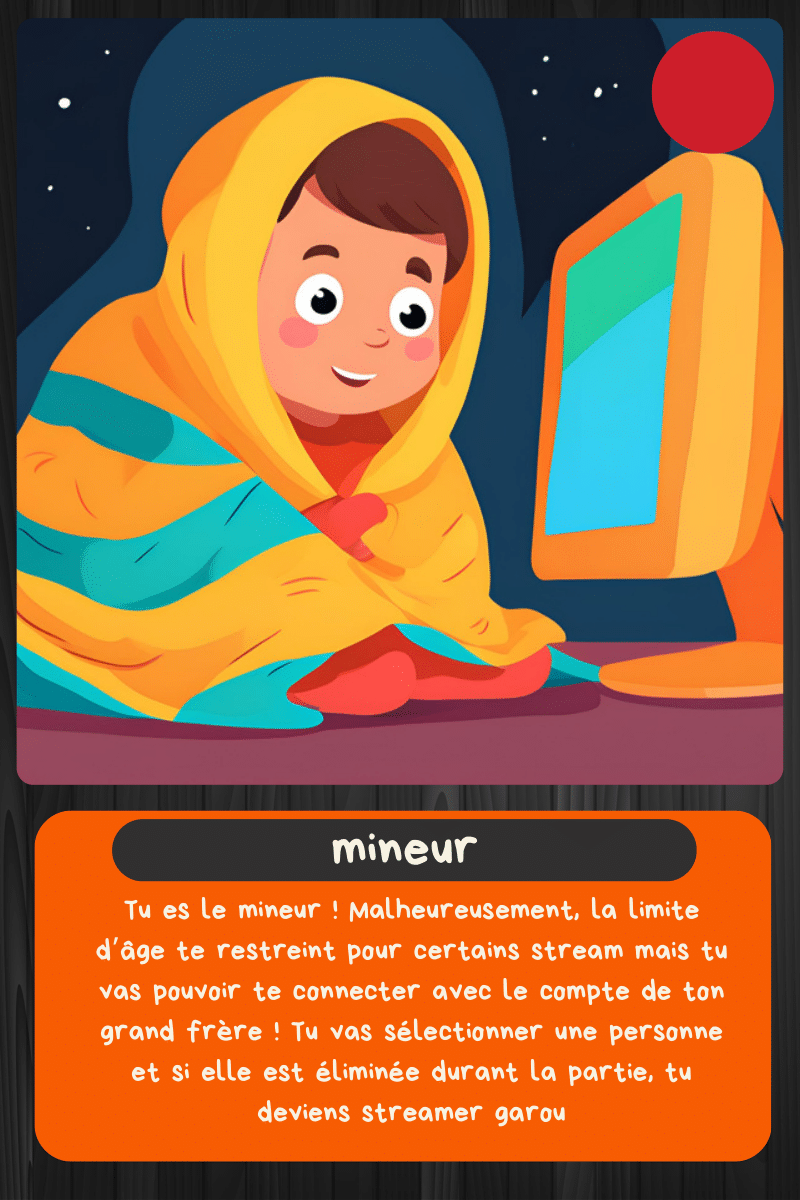 mineur
Tu es le mineur ! Malheureusement, la limite
d'âge te restreint pour certains stream mais tu
vas pouvoir te connecter avec le compte de ton
grand frère ! Tu vas sélectionner une personne
et si elle est éliminée durant la partie, tu
deviens streamer garou